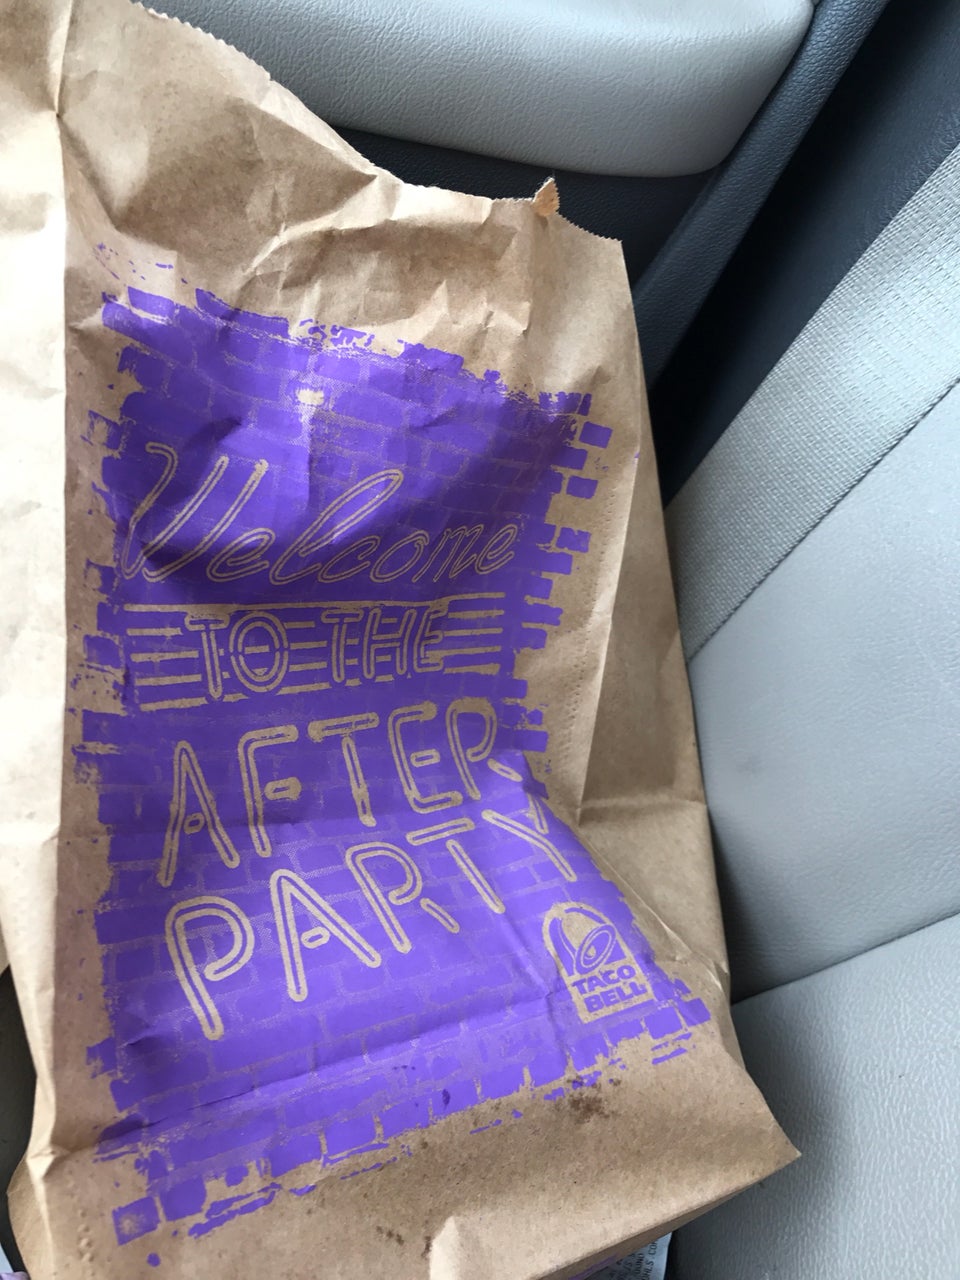 Welcome
TO THE
AFTER
PARTY
TACO
BELL